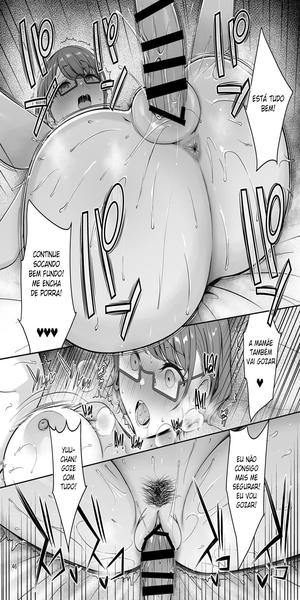 ESTÁ TUDO
BEM!
CONTINUE
SOCANDO
BEM FUNDO!
ME ENCHA
DE PORRA!
A MAMÃE
TAMBÉM
VAI GOZAR
EU NÃO
CONSIGO
MAIS ME
SEGURAR!
EU VOU
GOZAR!
YUU-
CHAN!
GOZE
COM
TUDO!